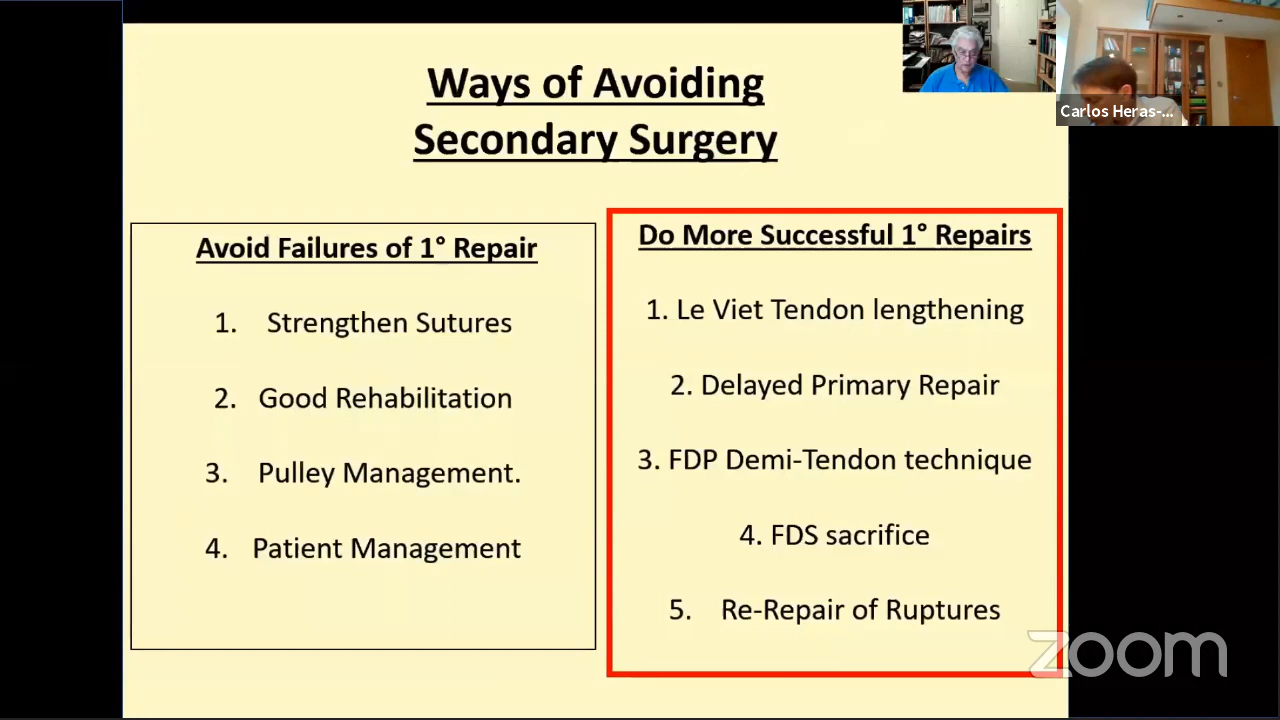 Ways of Avoiding
Secondary Surgery
Avoid Failures of 1° Repair
1. Strengthen Sutures
2. Good Rehabilitation
3. Pulley Management.
4. Patient Management
Do More Successful 1° Repairs
1. Le Viet Tendon lengthening
2. Delayed Primary Repair
3. FDP Demi-Tendon technique
4. FDS sacrifice
5. Re-Repair of Ruptures
Carlos Heras-...
zoom